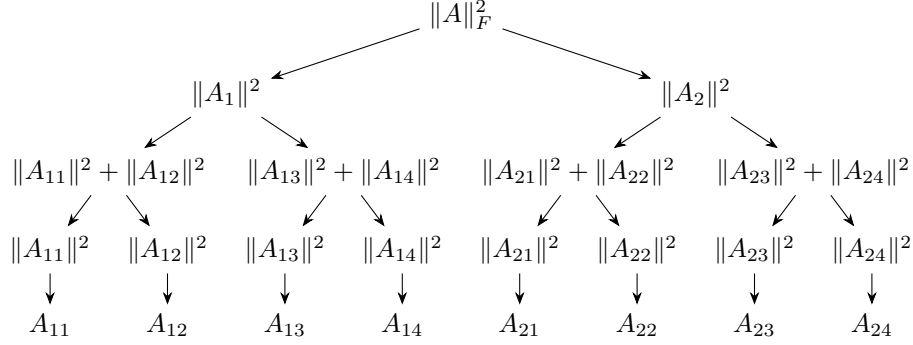 ‖A‖²_F
‖A₁‖² ‖A₂‖²
‖A₁₁‖² + ‖A₁₂‖² ‖A₁₃‖² + ‖A₁₄‖² ‖A₂₁‖² + ‖A₂₂‖² ‖A₂₃‖² + ‖A₂₄‖²
‖A₁₁‖² ‖A₁₂‖² ‖A₁₃‖² ‖A₁₄‖² ‖A₂₁‖² ‖A₂₂‖² ‖A₂₃‖² ‖A₂₄‖²
A₁₁ A₁₂ A₁₃ A₁₄ A₂₁ A₂₂ A₂₃ A₂₄